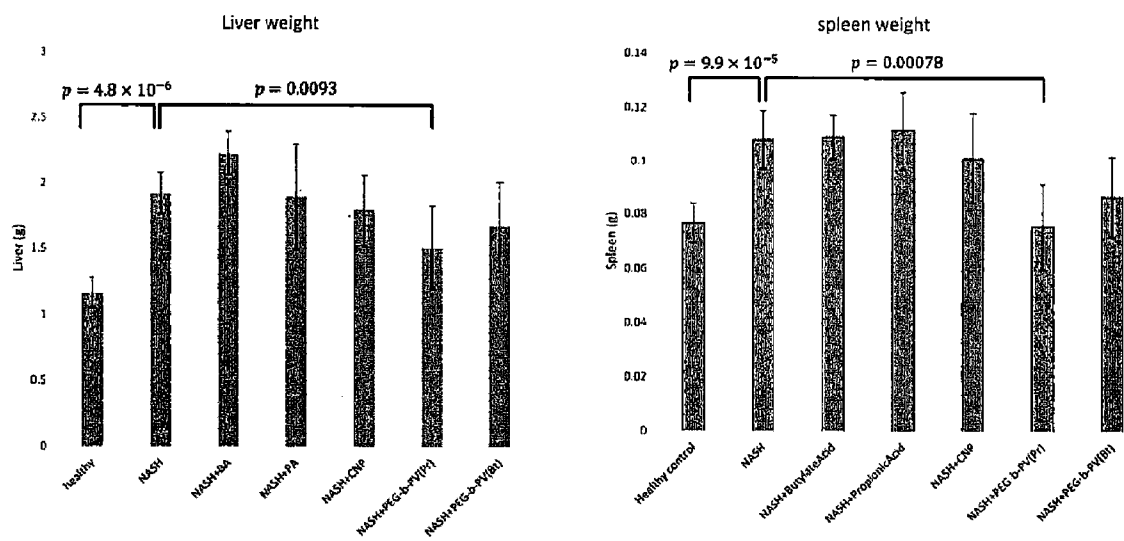 Liver weight
3
p = 4.8 × 10⁻⁶
p = 0.0093
2.5
2
1.5
1
0.5
0
Liver (g)
healthy
NASH
NASH+BA
NASH+PA
NASH+CNP
NASH+PEG-b-PV(Pr)
NASH+PEG-b-PV(Bt)
spleen weight
0.14
p = 9.9 × 10⁻⁵
p = 0.00078
0.12
0.1
0.08
0.06
0.04
0.02
0
Spleen (g)
Healthy control
NASH
NASH+ButylateAcid
NASH+PropionicAcid
NASH+CNP
NASH+PEG-b-PV(Pr)
NASH+PEG-b-PV(Bt)